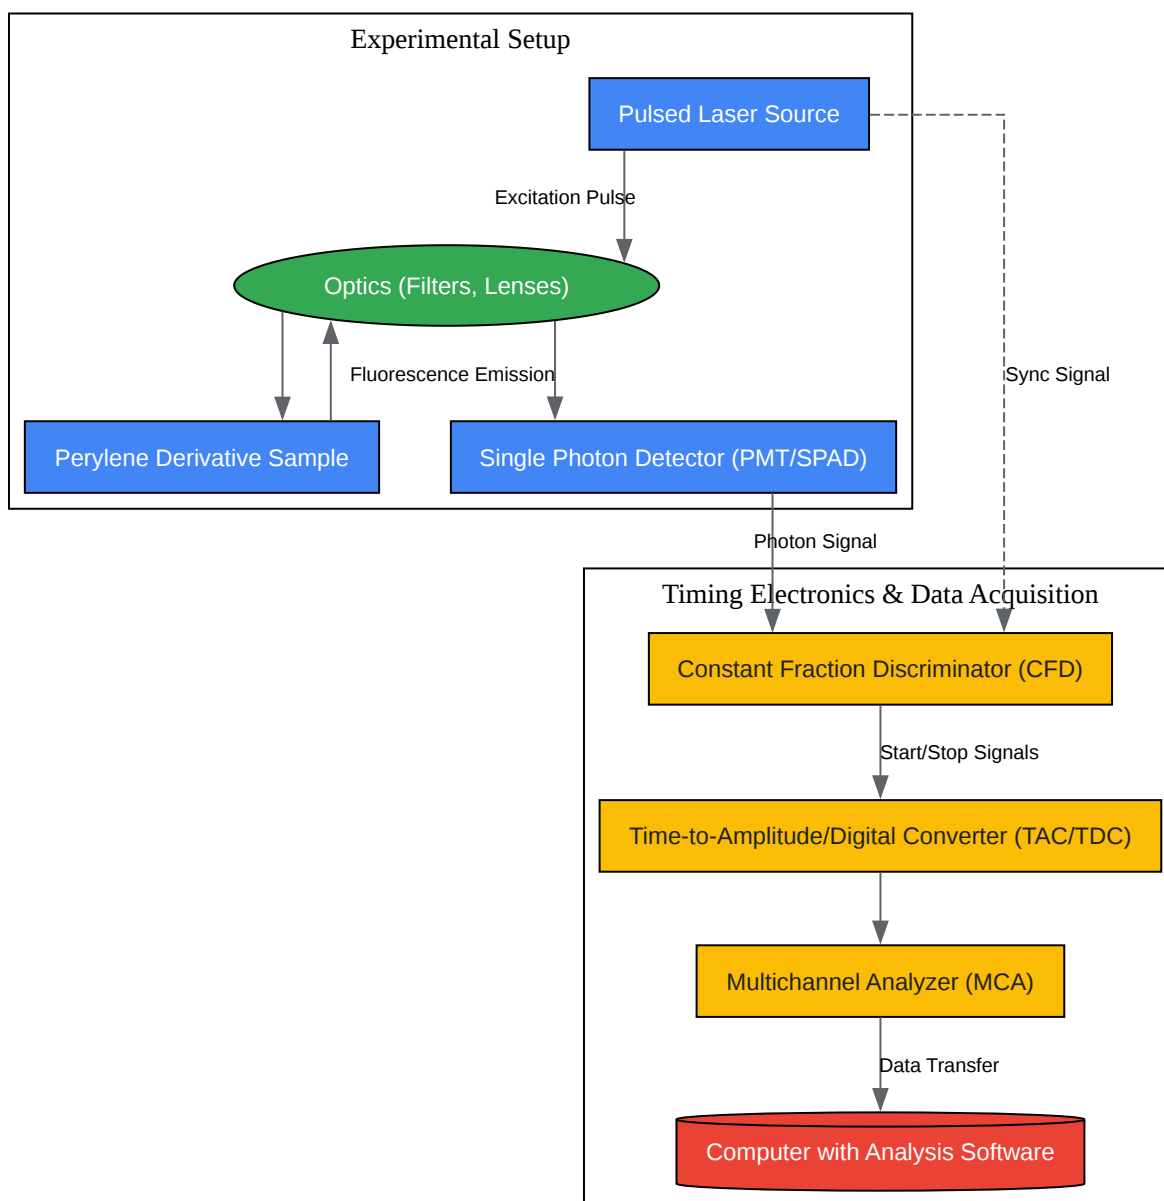 Experimental Setup
Pulsed Laser Source
Excitation Pulse
Optics (Filters, Lenses)
Fluorescence Emission
Sync Signal
Perylene Derivative Sample
Single Photon Detector (PMT/SPAD)
Photon Signal
Timing Electronics & Data Acquisition
Constant Fraction Discriminator (CFD)
Start/Stop Signals
Time-to-Amplitude/Digital Converter (TAC/TDC)
Multichannel Analyzer (MCA)
Data Transfer
Computer with Analysis Software